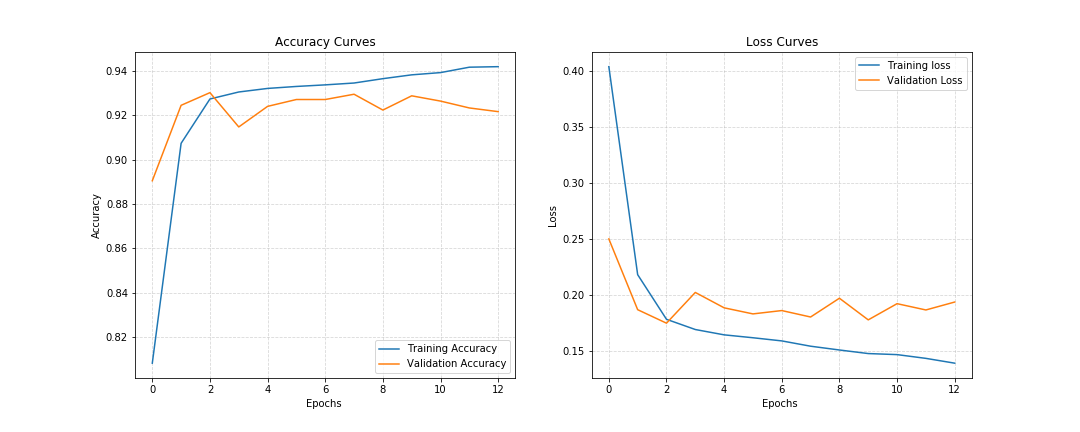 Accuracy Curves
0.94
0.92
0.90
0.88
0.86
0.84
0.82
Accuracy
0 2 4 6 8 10 12
Epochs
Training Accuracy
Validation Accuracy
Loss Curves
0.40
0.35
0.30
0.25
0.20
0.15
Loss
0 2 4 6 8 10 12
Epochs
Training loss
Validation Loss